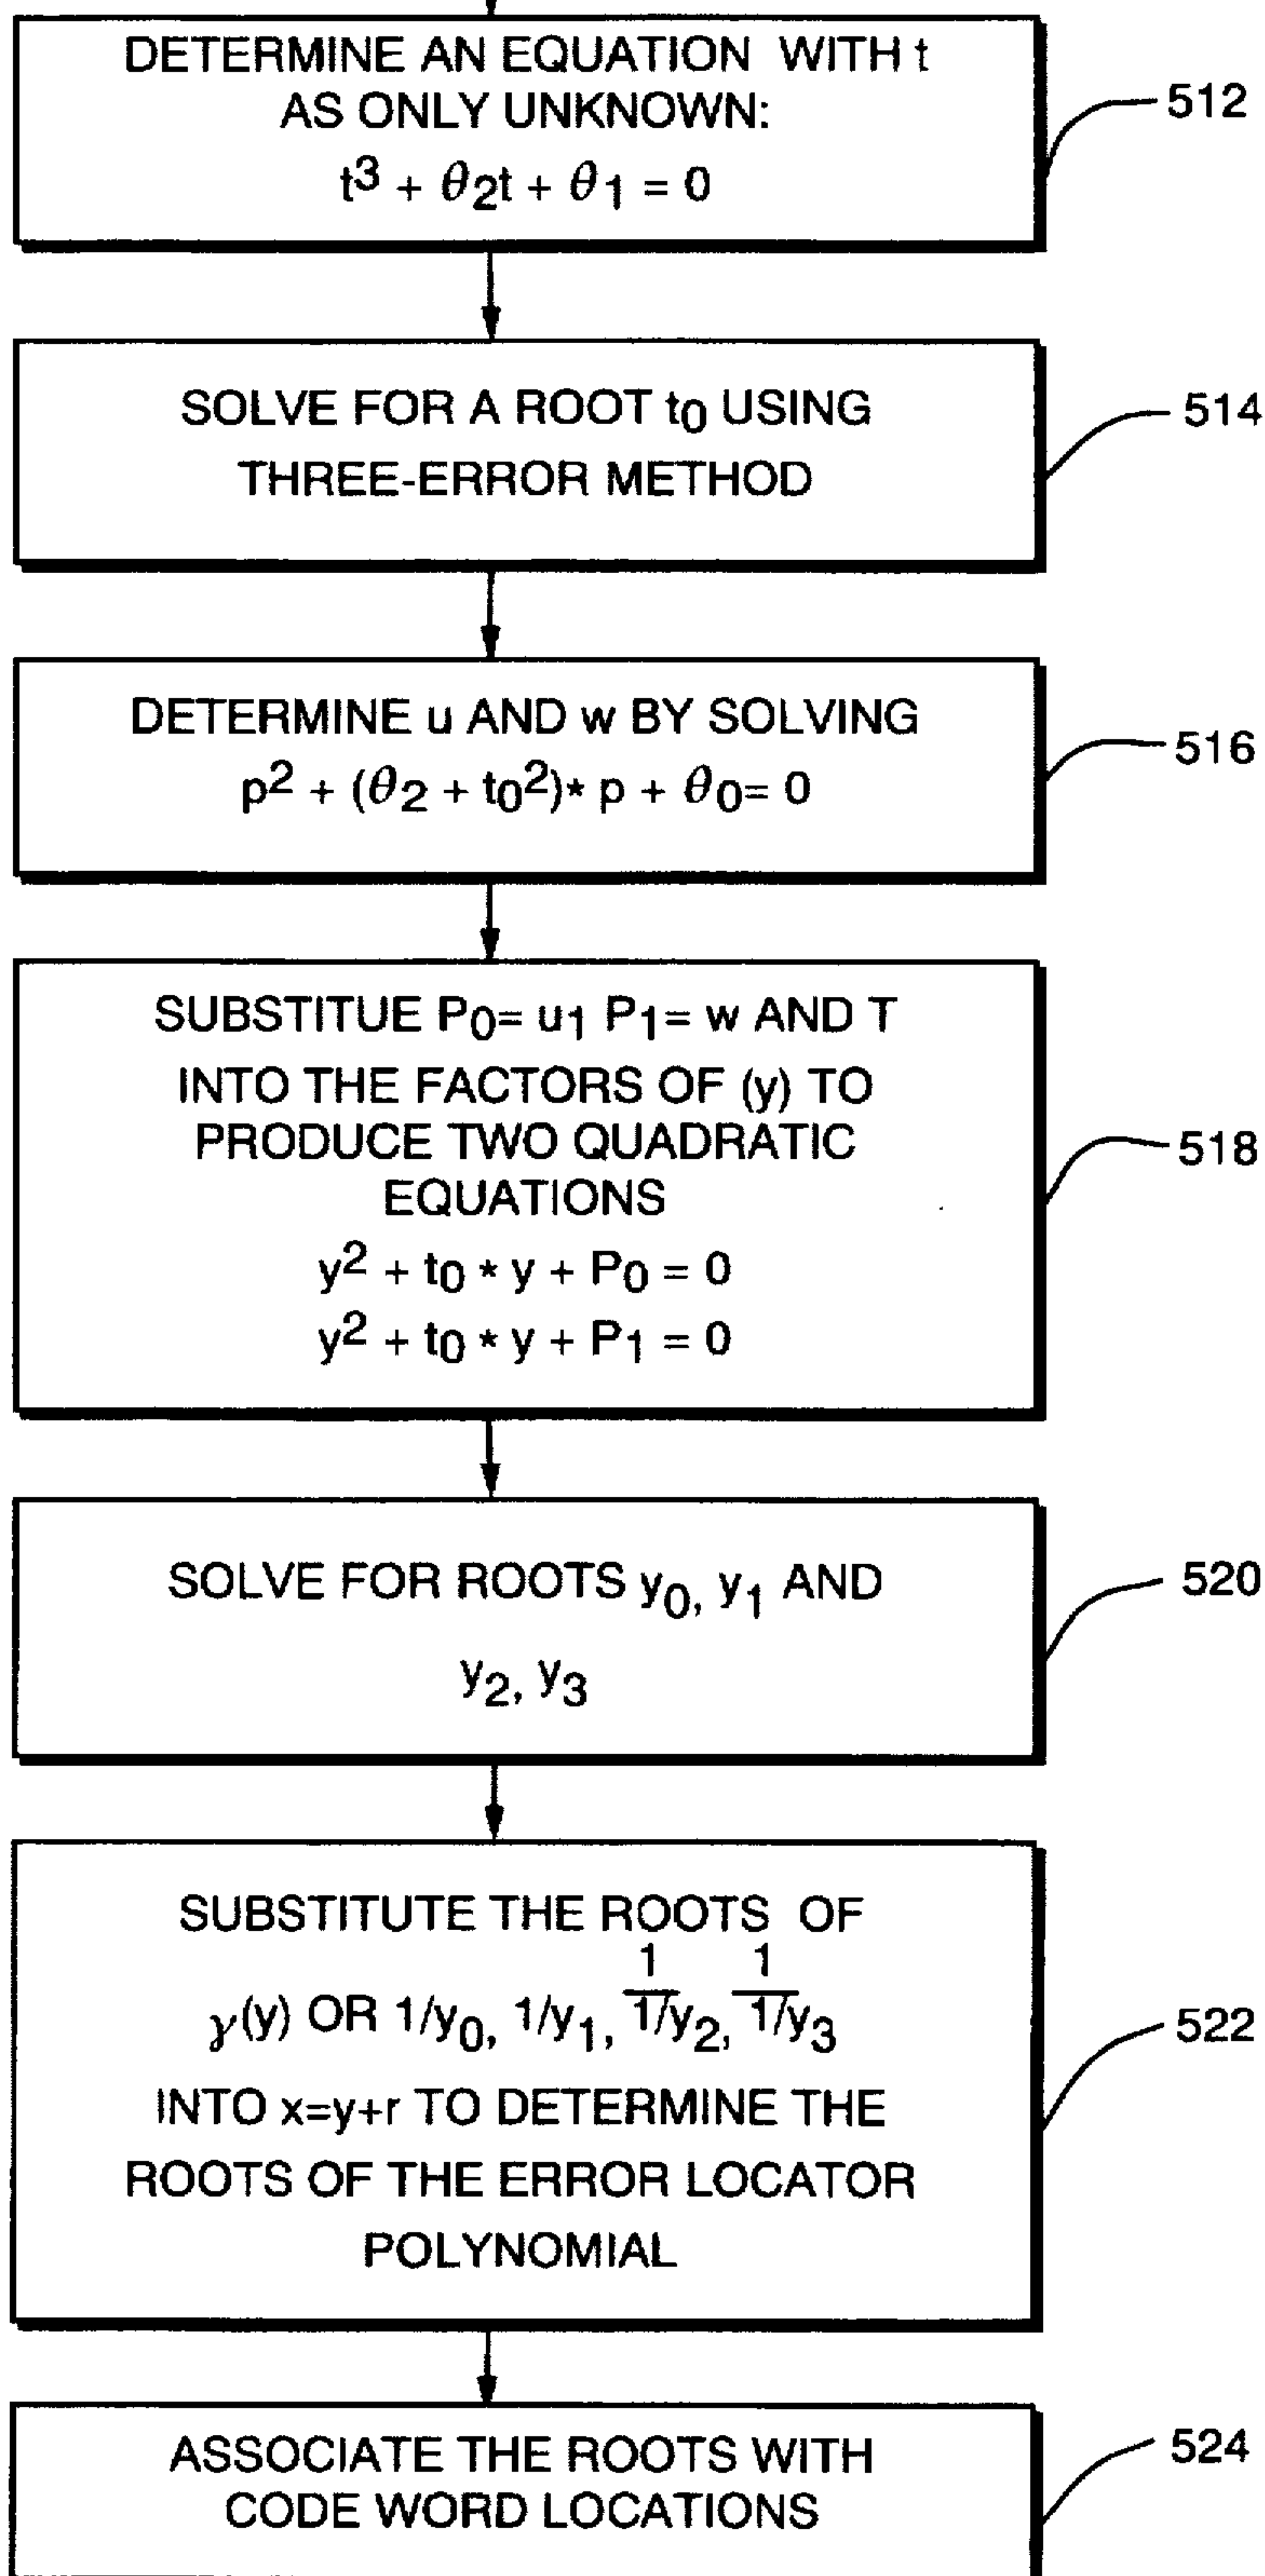 DETERMINE AN EQUATION WITH t
AS ONLY UNKNOWN:
t³ + θ₂t + θ₁ = 0
512
SOLVE FOR A ROOT t₀ USING
THREE-ERROR METHOD
514
DETERMINE u AND w BY SOLVING
p² + (θ₂ + t₀²)* p + θ₀= 0
516
SUBSTITUE P₀= u₁ P₁= w AND T
INTO THE FACTORS OF (y) TO
PRODUCE TWO QUADRATIC
EQUATIONS
y² + t₀ * y + P₀ = 0
y² + t₀ * y + P₁ = 0
518
SOLVE FOR ROOTS y₀, y₁ AND
y₂, y₃
520
SUBSTITUTE THE ROOTS OF
1 1
γ(y) OR 1/y₀, 1/y₁, 1/y₂, 1/y₃
INTO x=y+r TO DETERMINE THE
ROOTS OF THE ERROR LOCATOR
POLYNOMIAL
522
ASSOCIATE THE ROOTS WITH
CODE WORD LOCATIONS
524